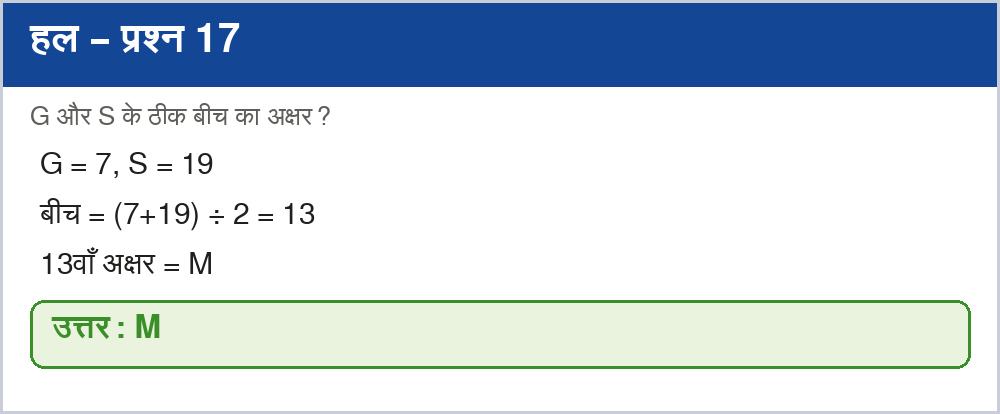 हल – प्रश्न 17
G और S के ठीक बीच का अक्षर ?
G = 7, S = 19
बीच = (7+19) ÷ 2 = 13
13वाँ अक्षर = M
उत्तर : M